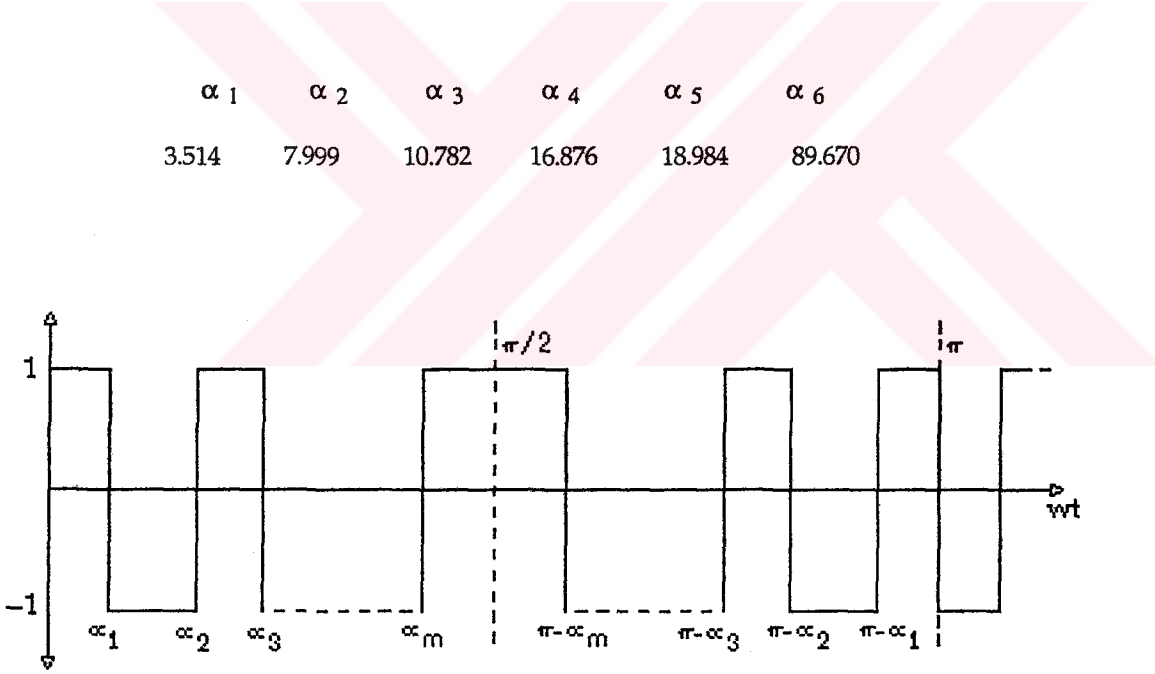 α 1 α 2 α 3 α 4 α 5 α 6
3.514 7.999 10.782 16.876 18.984 89.670
π/2 π
1
wt
-1
α1 α2 α3 αm π-αm π-α3 π-α2 π-α1